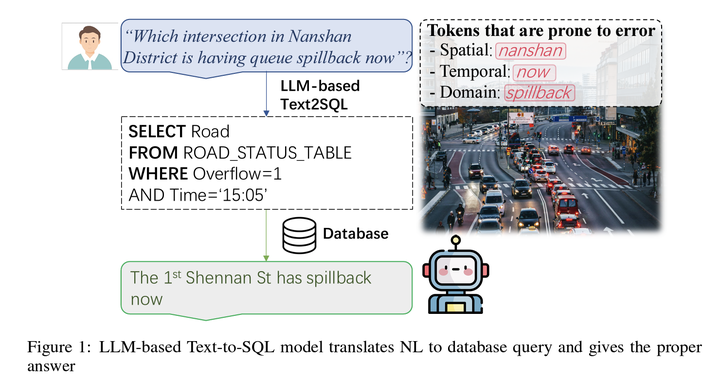 “Which intersection in Nanshan
District is having queue spillback now”?
Tokens that are prone to error
- Spatial: nanshan
- Temporal: now
- Domain: spillback
LLM-based
Text2SQL
SELECT Road
FROM ROAD_STATUS_TABLE
WHERE Overflow=1
AND Time=‘15:05’
Database
The 1st Shennan St has spillback
now
Figure 1: LLM-based Text-to-SQL model translates NL to database query and gives the proper
answer